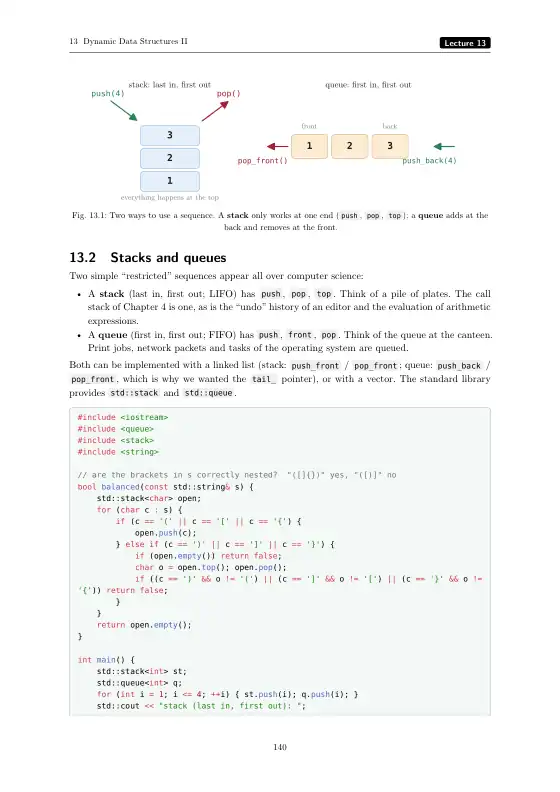 13 Dynamic Data Structures II
Lecture 13
stack: last in, first out
queue: first in, first out
push(4)
pop()
3
2
1
everything happens at the top
front
back
1
2
3
pop_front()
push_back(4)
Fig. 13.1: Two ways to use a sequence. A stack only works at one end ( push , pop , top ); a queue adds at the
back and removes at the front.
13.2 Stacks and queues
Two simple “restricted” sequences appear all over computer science:
• A stack (last in, first out; LIFO) has push , pop , top . Think of a pile of plates. The call
stack of Chapter 4 is one, as is the “undo” history of an editor and the evaluation of arithmetic
expressions.
• A queue (first in, first out; FIFO) has push , front , pop . Think of the queue at the canteen.
Print jobs, network packets and tasks of the operating system are queued.
Both can be implemented with a linked list (stack: push_front / pop_front ; queue: push_back /
pop_front , which is why we wanted the tail_ pointer), or with a vector. The standard library
provides std::stack and std::queue .
#include <iostream>
#include <queue>
#include <stack>
#include <string>
// are the brackets in s correctly nested? "([]{})" yes, "([)]" no
bool balanced(const std::string& s) {
    std::stack<char> open;
    for (char c : s) {
        if (c == '(' || c == '[' || c == '{') {
            open.push(c);
        } else if (c == ')' || c == ']' || c == '}') {
            if (open.empty()) return false;
            char o = open.top(); open.pop();
            if ((c == ')' && o != '(') || (c == ']' && o != '[') || (c == '}' && o !=
'{')) return false;
        }
    }
    return open.empty();
}
int main() {
    std::stack<int> st;
    std::queue<int> q;
    for (int i = 1; i <= 4; ++i) { st.push(i); q.push(i); }
    std::cout << "stack (last in, first out): ";
140